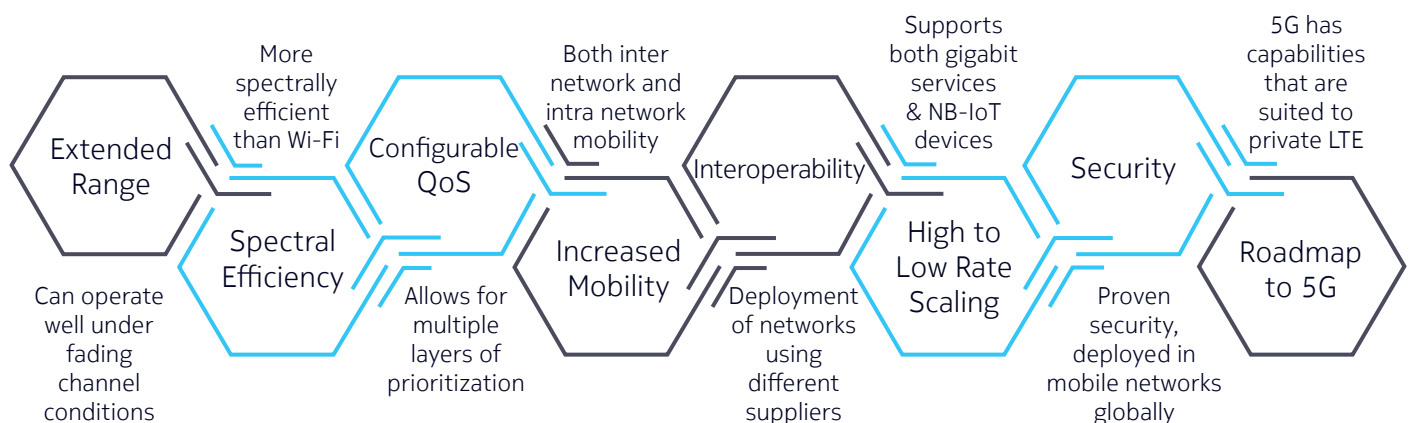 Extended
Range
Can operate
well under
fading
channel
conditions
More
spectrally
efficient
than Wi-Fi
Spectral
Efficiency
Configurable
QoS
Allows for
multiple
layers of
prioritization
Both inter
network and
intra network
mobility
Increased
Mobility
Interoperability
Deployment
of networks
using
different
suppliers
Supports
both gigabit
services
& NB-IoT
devices
High to
Low Rate
Scaling
Security
Proven
security,
deployed in
mobile networks
globally
5G has
capabilities
that are
suited to
private LTE
Roadmap
to 5G